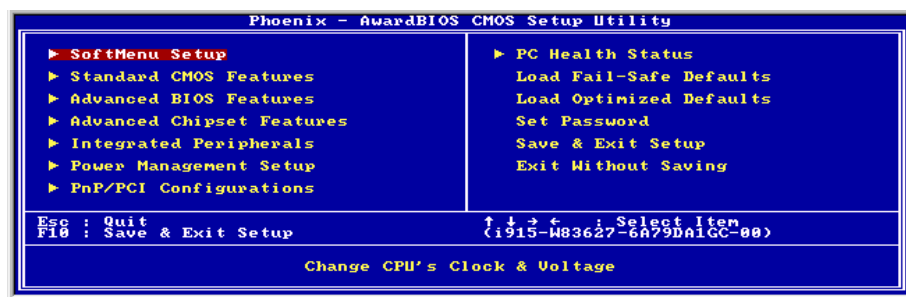 Phoenix - AwardBIOS CMOS Setup Utility
▶ SoftMenu Setup
▶ Standard CMOS Features
▶ Advanced BIOS Features
▶ Advanced Chipset Features
▶ Integrated Peripherals
▶ Power Management Setup
▶ PnP/PCI Configurations
▶ PC Health Status
Load Fail-Safe Defaults
Load Optimized Defaults
Set Password
Save & Exit Setup
Exit Without Saving
Esc : Quit
F10 : Save & Exit Setup
↑ ↓ → ← : Select Item
(i915-W83627-6A79DA1GC-00)
Change CPU's Clock & Voltage